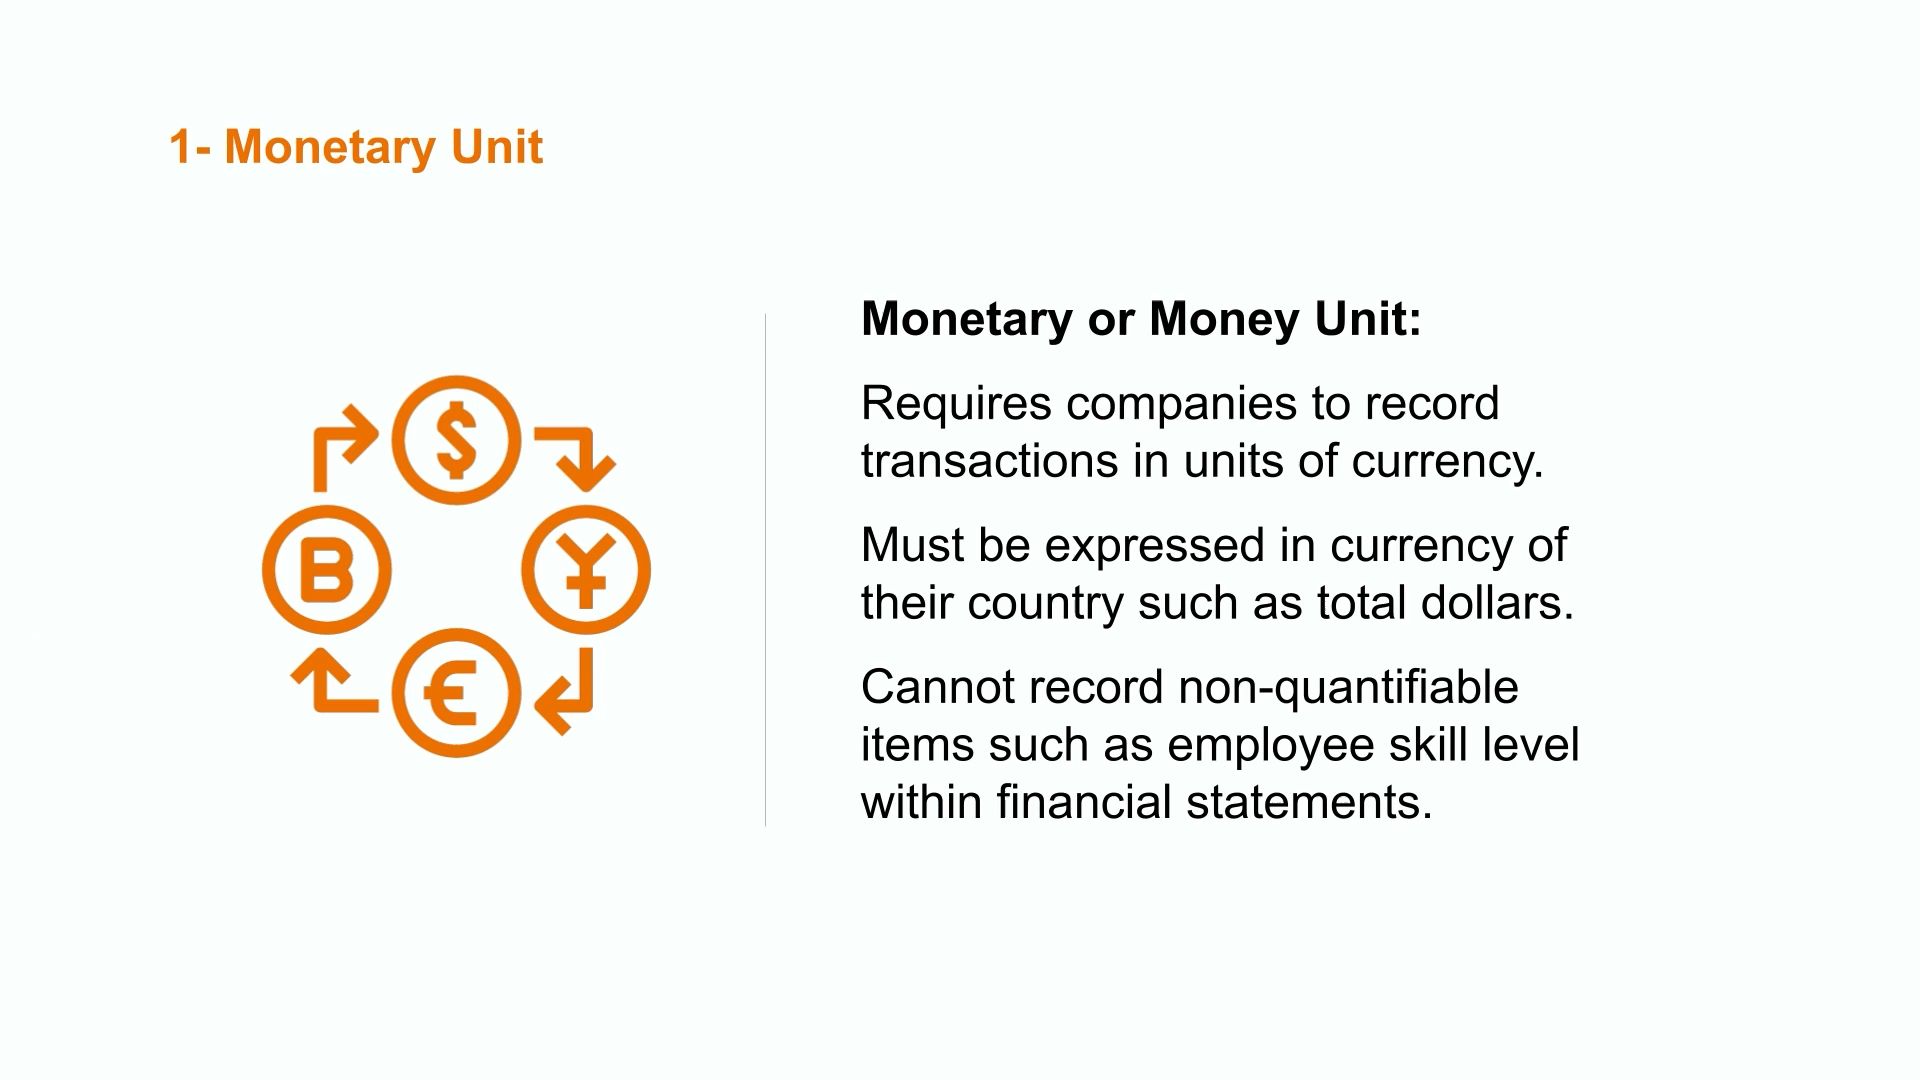 1- Monetary Unit
$
B
¥
€
Monetary or Money Unit:
Requires companies to record
transactions in units of currency.
Must be expressed in currency of
their country such as total dollars.
Cannot record non-quantifiable
items such as employee skill level
within financial statements.